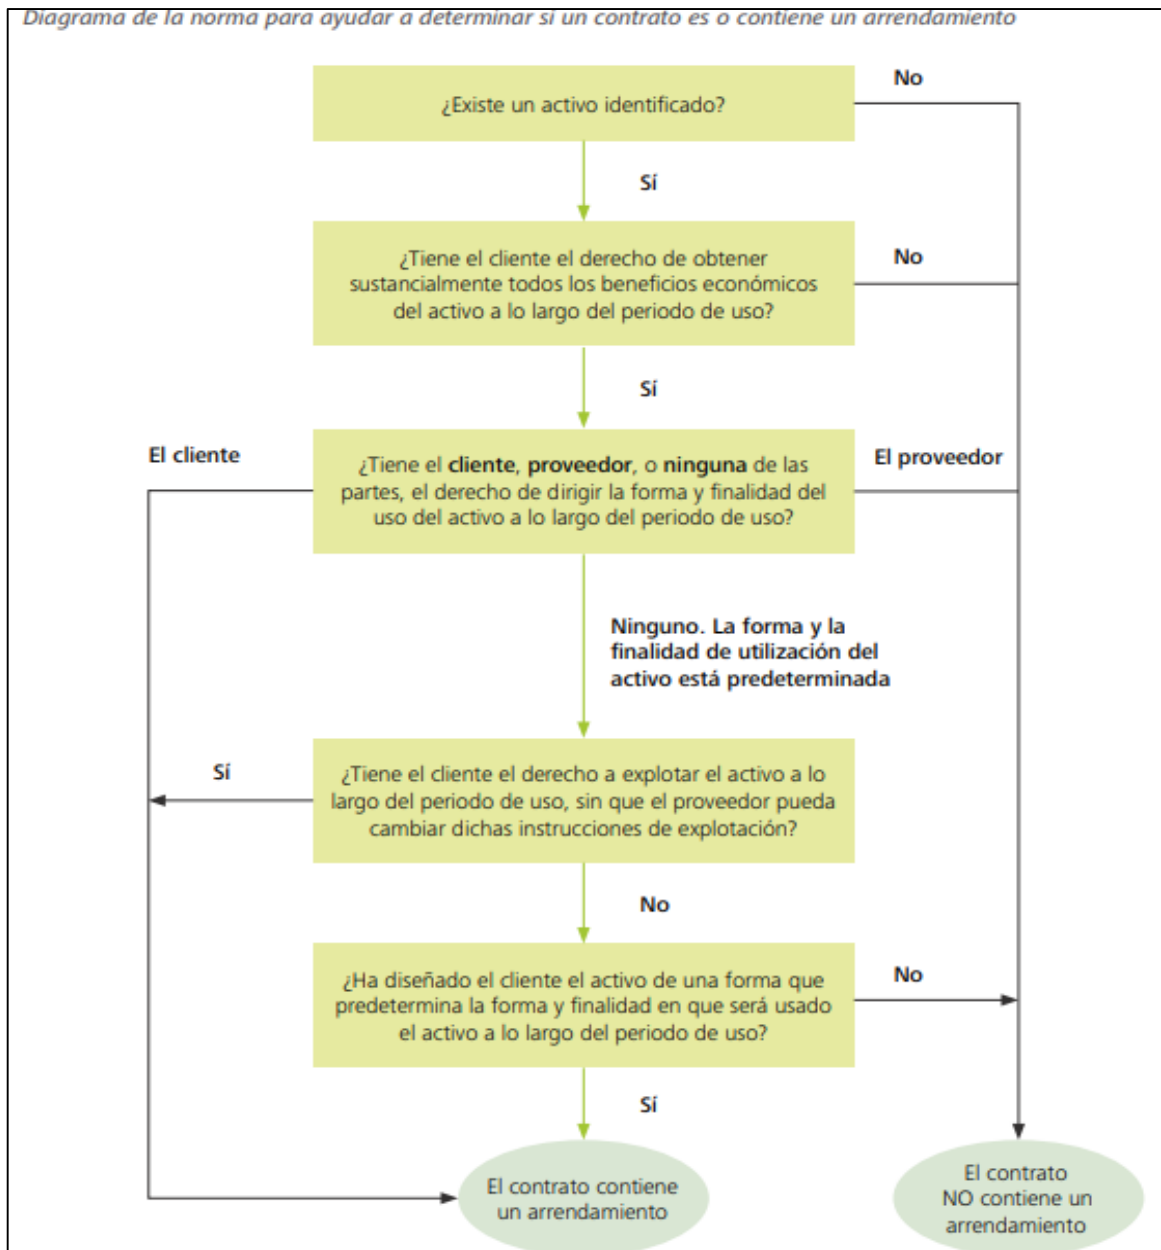 Diagrama de la norma para ayudar a determinar si un contrato es o contiene un arrendamiento
No
¿Existe un activo identificado?
Sí
¿Tiene el cliente el derecho de obtener
sustancialmente todos los beneficios económicos
del activo a lo largo del periodo de uso?
No
Sí
El cliente
¿Tiene el cliente, proveedor, o ninguna de las
partes, el derecho de dirigir la forma y finalidad del
uso del activo a lo largo del periodo de uso?
El proveedor
Ninguno. La forma y la
finalidad de utilización del
activo está predeterminada
Sí
¿Tiene el cliente el derecho a explotar el activo a lo
largo del periodo de uso, sin que el proveedor pueda
cambiar dichas instrucciones de explotación?
No
¿Ha diseñado el cliente el activo de una forma que
predetermina la forma y finalidad en que será usado
el activo a lo largo del periodo de uso?
No
Sí
El contrato contiene
un arrendamiento
El contrato
NO contiene un
arrendamiento